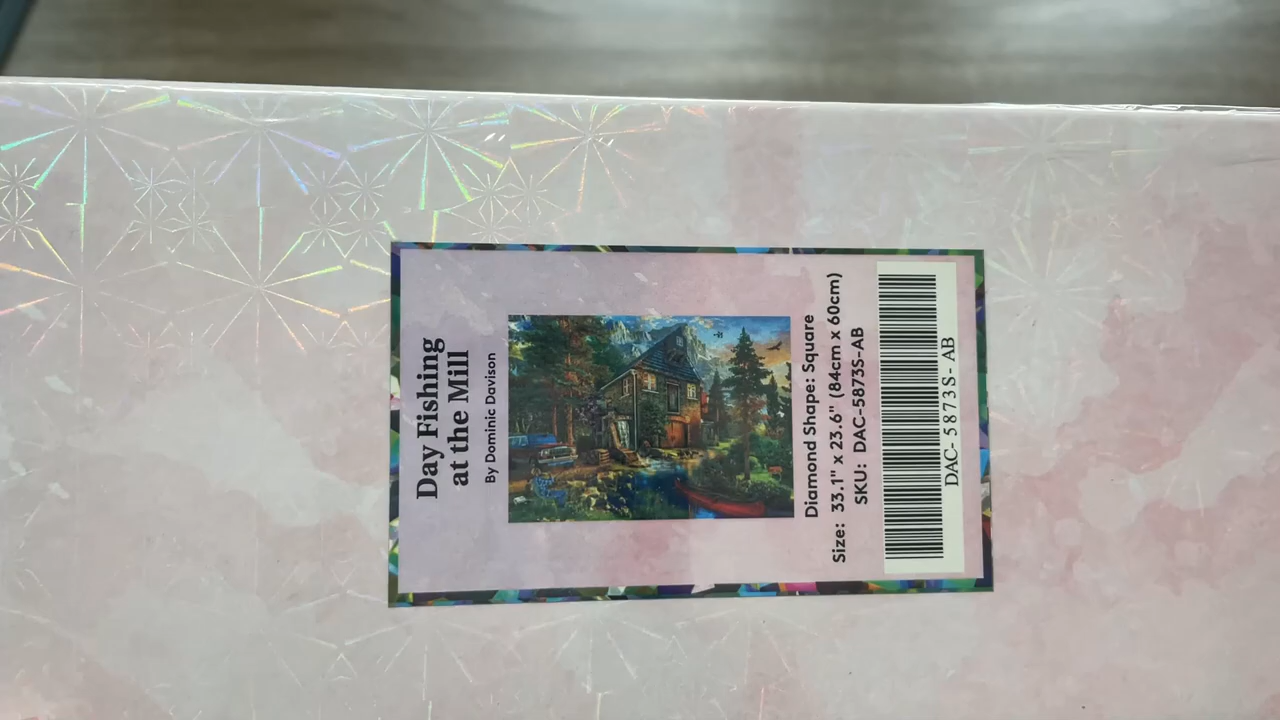 Day Fishing
at the Mill
By Dominic Davison
Diamond Shape: Square
Size: 33.1" x 23.6" (84cm x 60cm)
SKU: DAC-5873S-AB
DAC- 5873S- AB